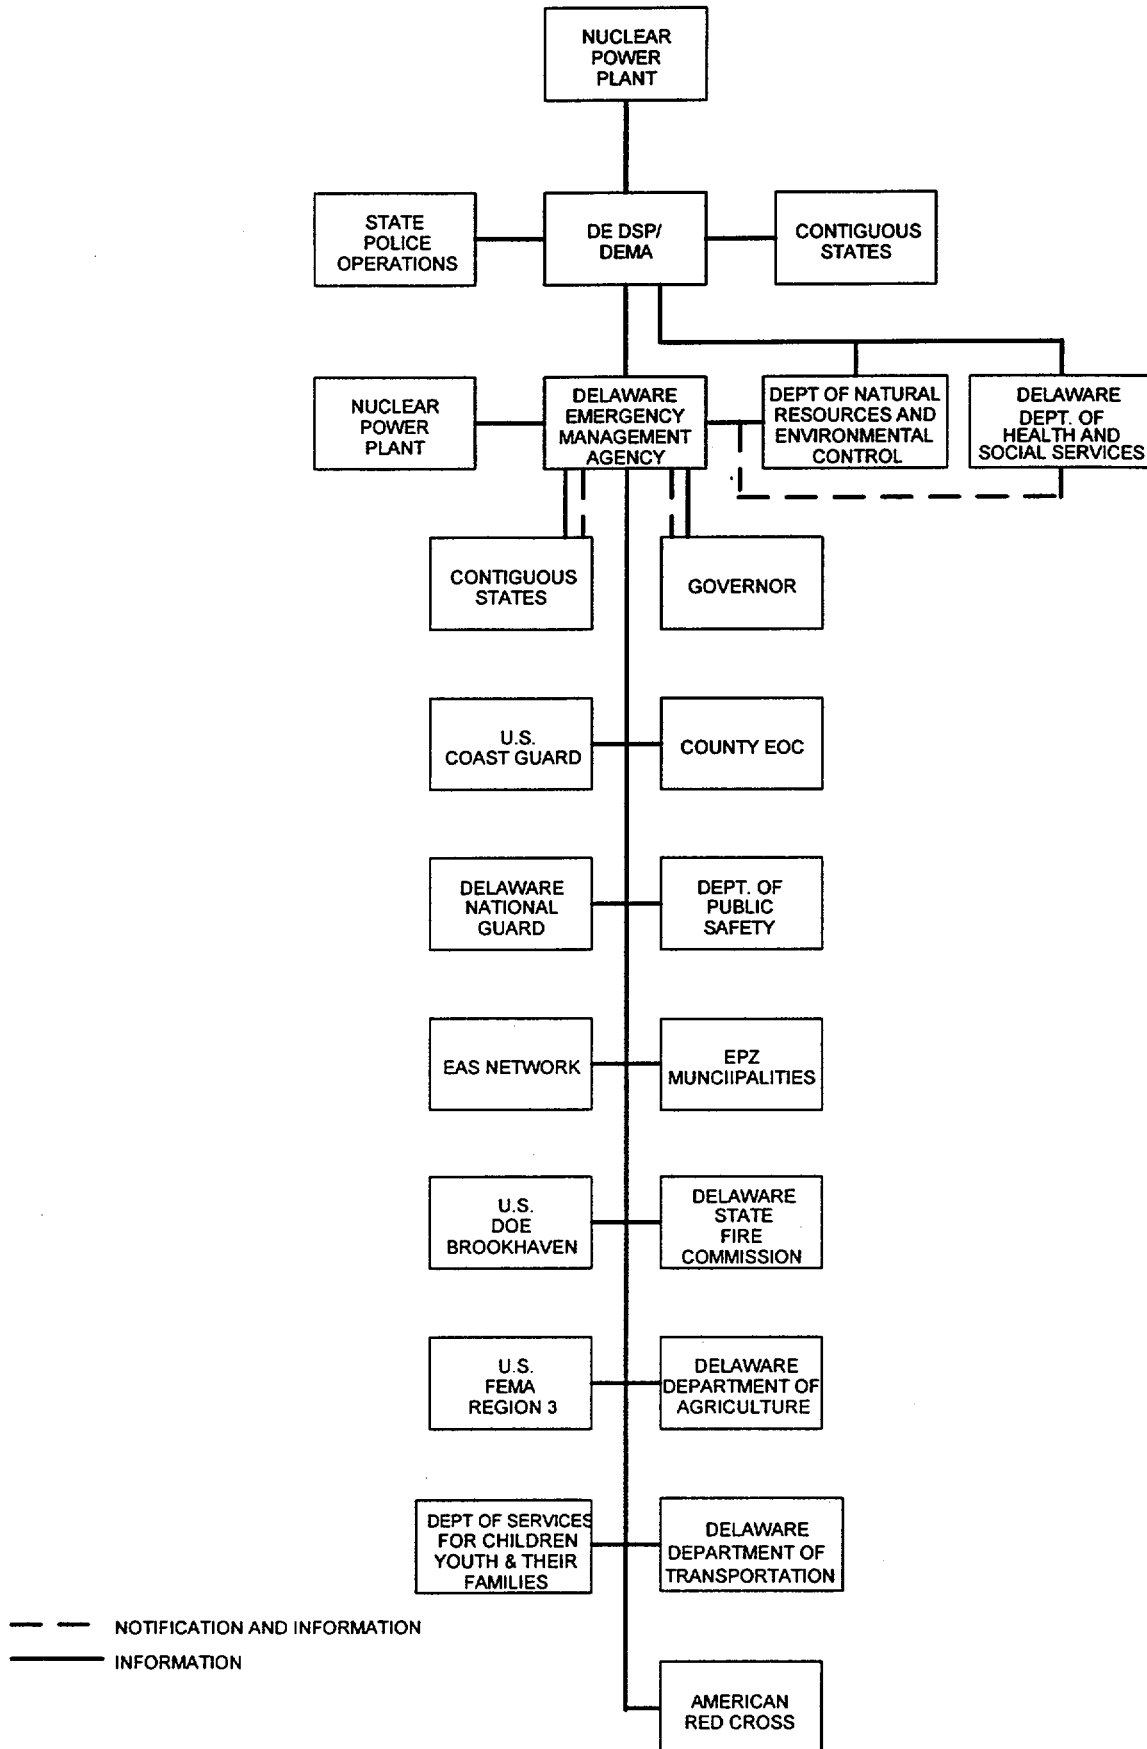 NUCLEAR
POWER
PLANT
STATE
POLICE
OPERATIONS
DE DSP/
DEMA
CONTIGUOUS
STATES
NUCLEAR
POWER
PLANT
DELAWARE
EMERGENCY
MANAGEMENT
AGENCY
DEPT OF NATURAL
RESOURCES AND
ENVIRONMENTAL
CONTROL
DELAWARE
DEPT. OF
HEALTH AND
SOCIAL SERVICES
CONTIGUOUS
STATES
GOVERNOR
U.S.
COAST GUARD
COUNTY EOC
DELAWARE
NATIONAL
GUARD
DEPT. OF
PUBLIC
SAFETY
EAS NETWORK
EPZ
MUNCIIPALITIES
U.S.
DOE
BROOKHAVEN
DELAWARE
STATE
FIRE
COMMISSION
U.S.
FEMA
REGION 3
DELAWARE
DEPARTMENT OF
AGRICULTURE
DEPT OF SERVICES
FOR CHILDREN
YOUTH & THEIR
FAMILIES
DELAWARE
DEPARTMENT OF
TRANSPORTATION
NOTIFICATION AND INFORMATION
INFORMATION
AMERICAN
RED CROSS